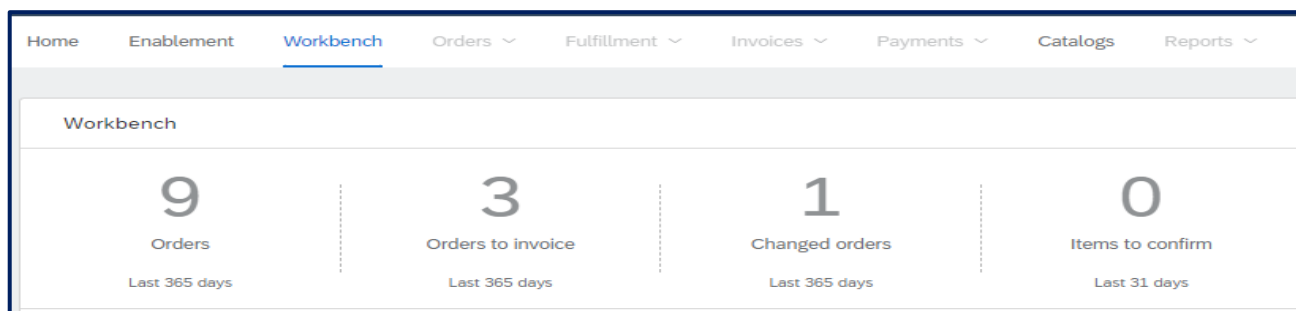 Home Enablement Workbench Orders Fulfillment Invoices Payments Catalogs Reports
Workbench
9 3 1 0
Orders Orders to invoice Changed orders Items to confirm
Last 365 days Last 365 days Last 365 days Last 31 days